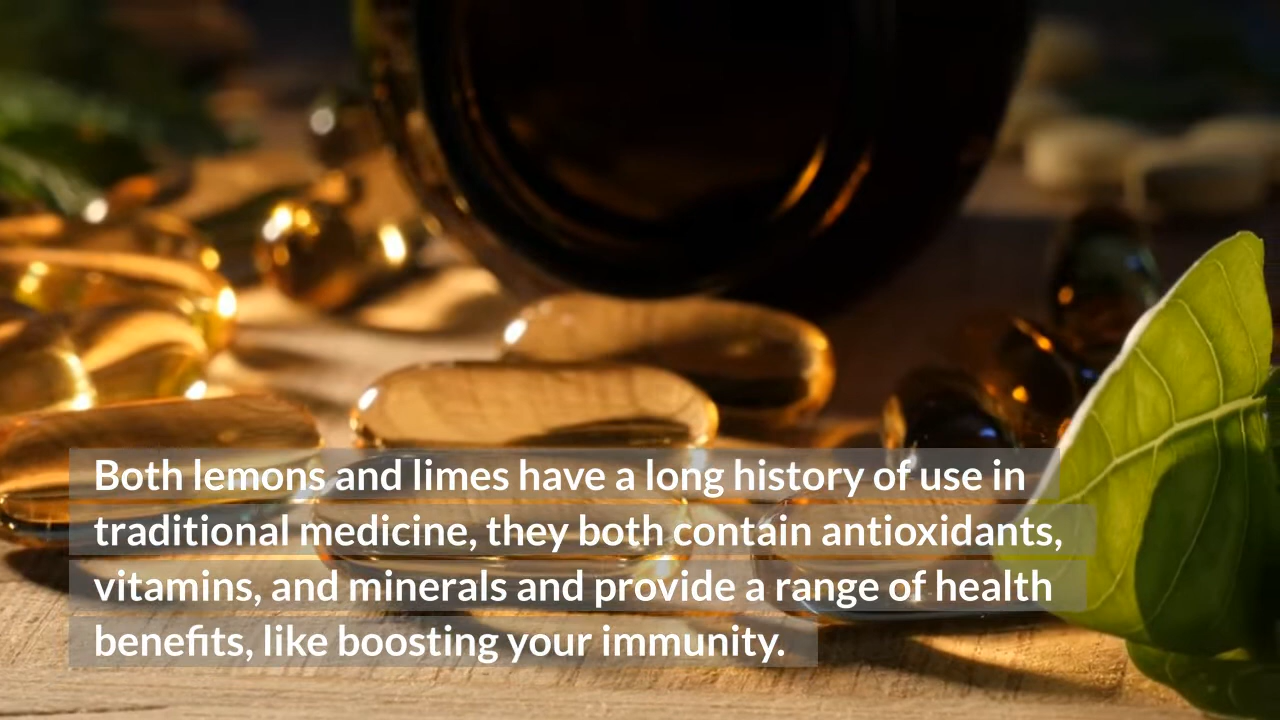 Both lemons and limes have a long history of use in
traditional medicine, they both contain antioxidants,
vitamins, and minerals and provide a range of health
benefits, like boosting your immunity.